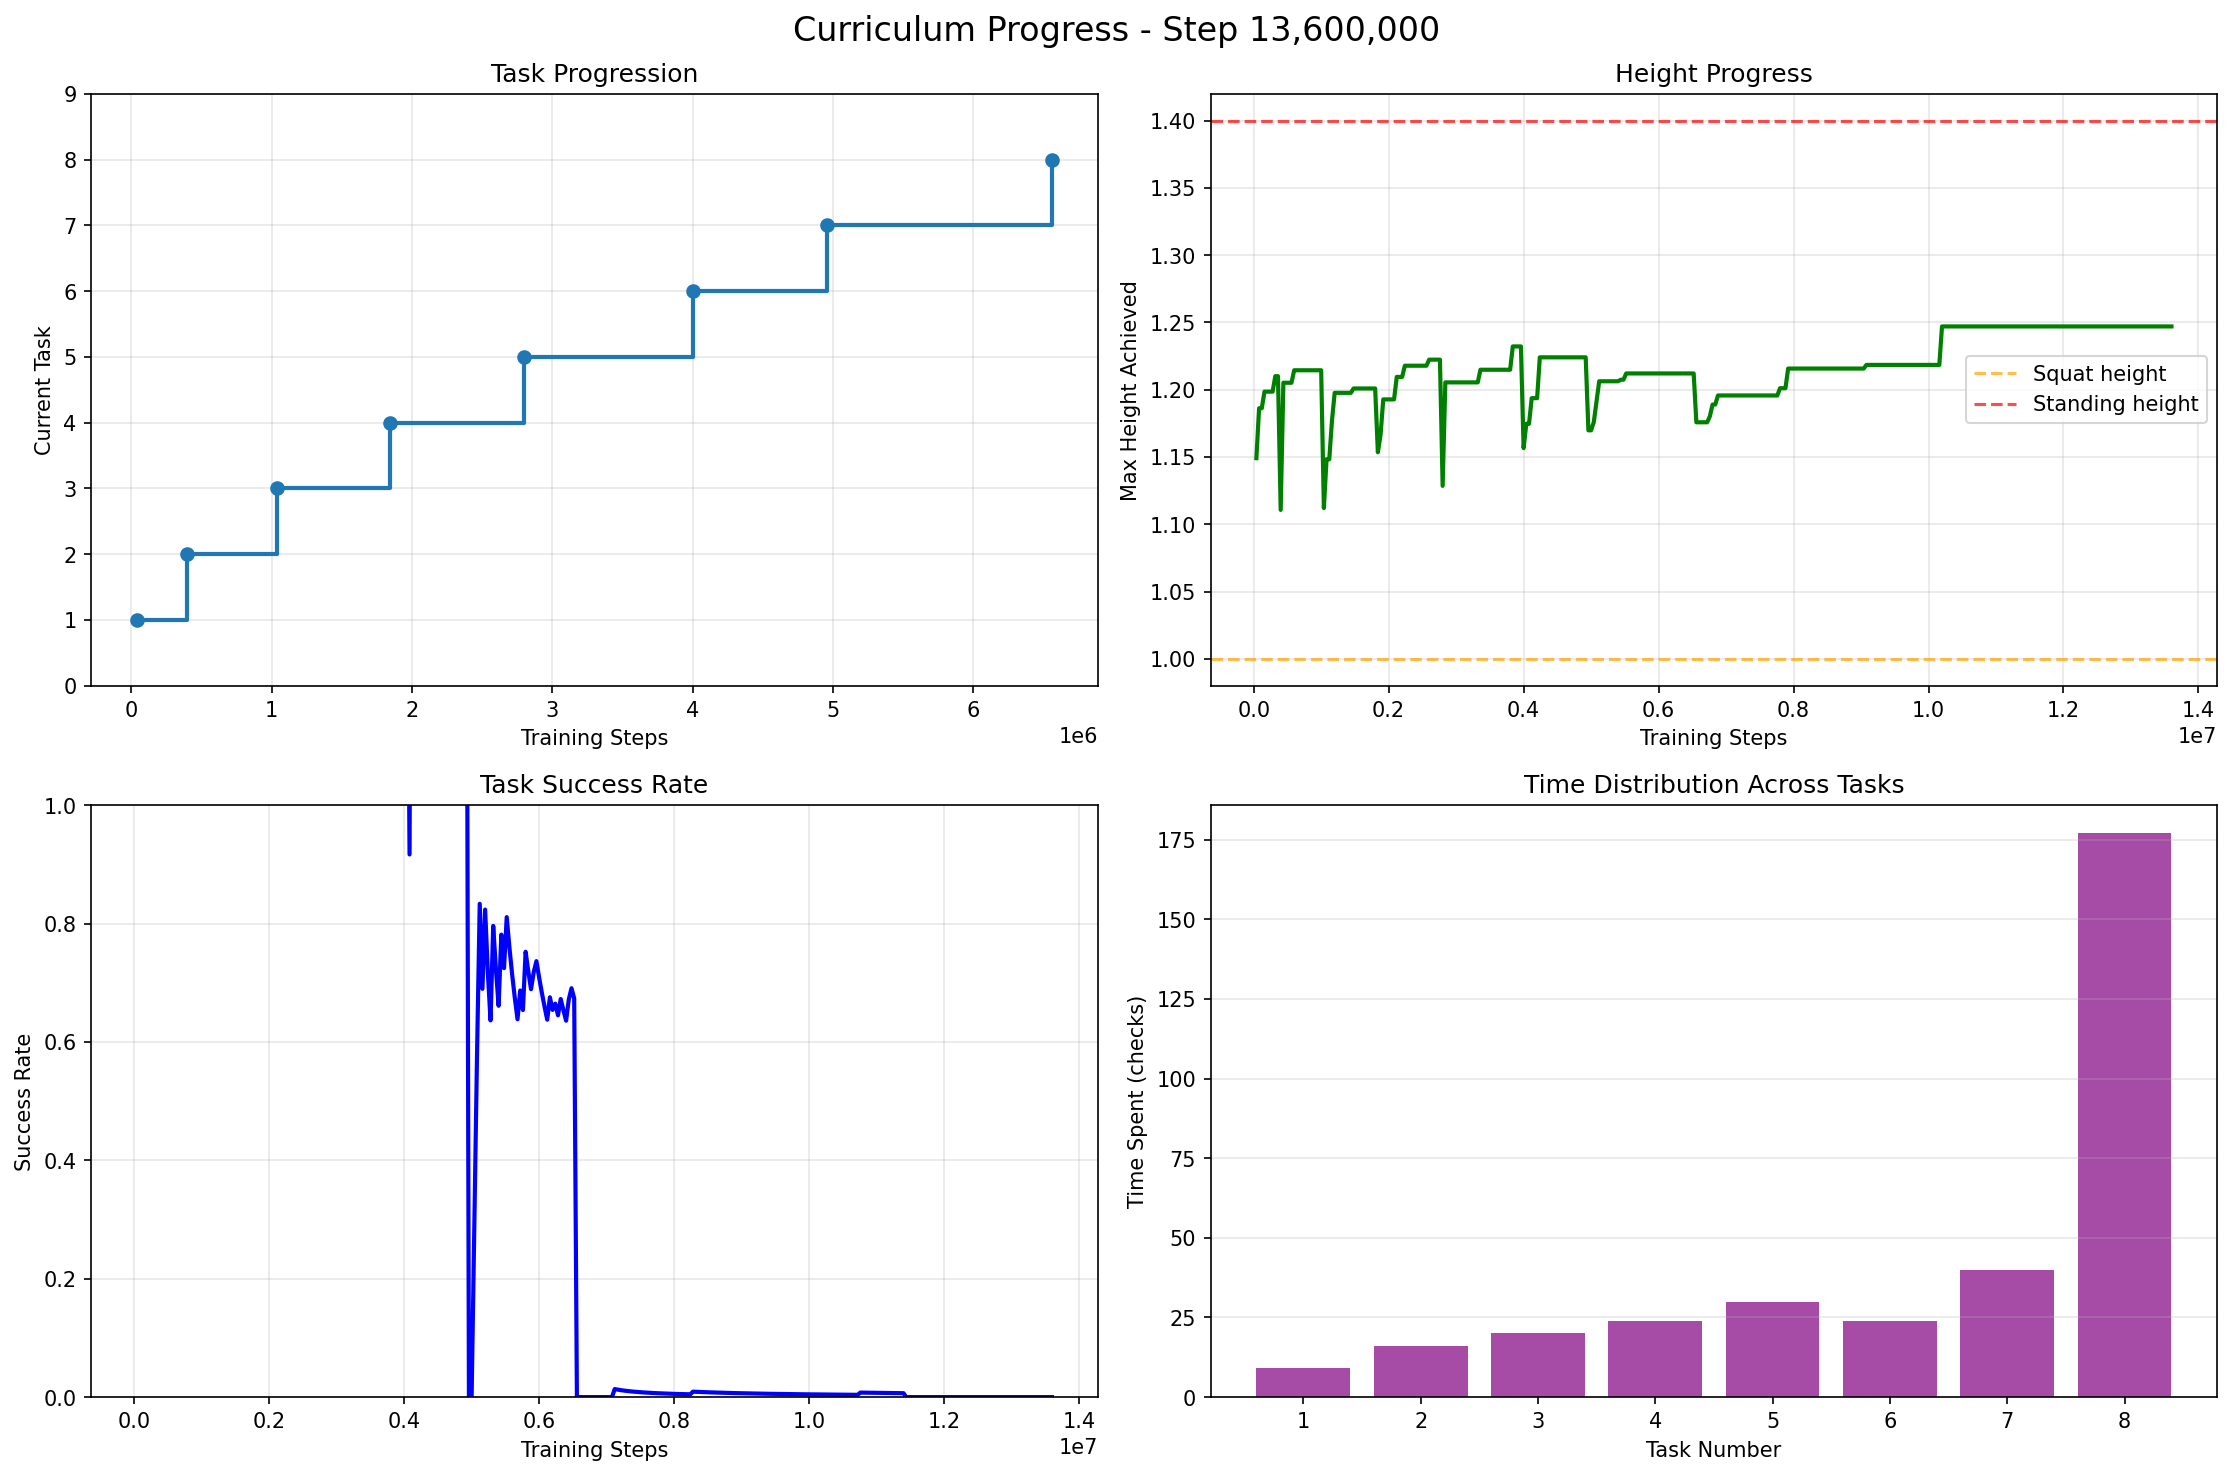 Curriculum Progress - Step 13,600,000
Task Progression
Current Task
9
8
7
6
5
4
3
2
1
0
0 1 2 3 4 5 6
1e6
Training Steps
Height Progress
Max Height Achieved
1.40
1.35
1.30
1.25
1.20
1.15
1.10
1.05
1.00
Squat height
Standing height
0.0 0.2 0.4 0.6 0.8 1.0 1.2 1.4
1e7
Training Steps
Task Success Rate
Success Rate
1.0
0.8
0.6
0.4
0.2
0.0
0.0 0.2 0.4 0.6 0.8 1.0 1.2 1.4
1e7
Training Steps
Time Distribution Across Tasks
Time Spent (checks)
175
150
125
100
75
50
25
0
1 2 3 4 5 6 7 8
Task Number